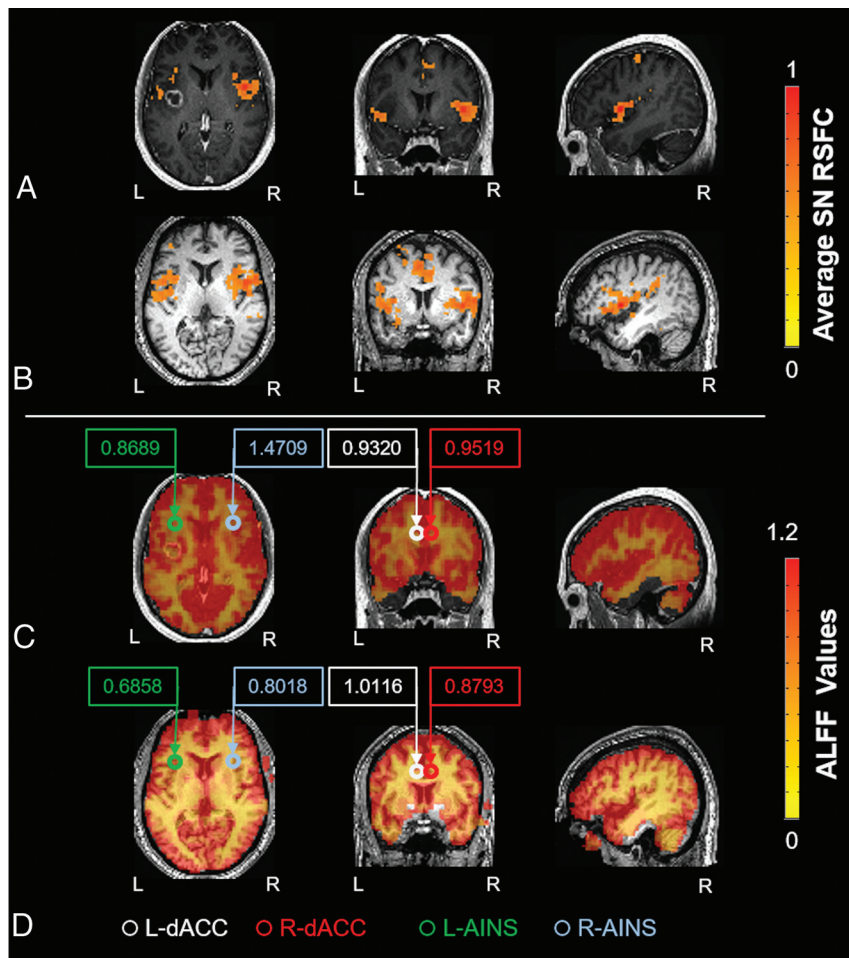 1
Average SN RSFC
0
A
L
R
L
R
R
B
L
R
L
R
R
0.8689
1.4709
0.9320
0.9519
1.2
ALFF Values
0
C
L
R
L
R
R
0.6858
0.8018
1.0116
0.8793
L
R
L
R
R
D
L-dACC R-dACC L-AINS R-AINS